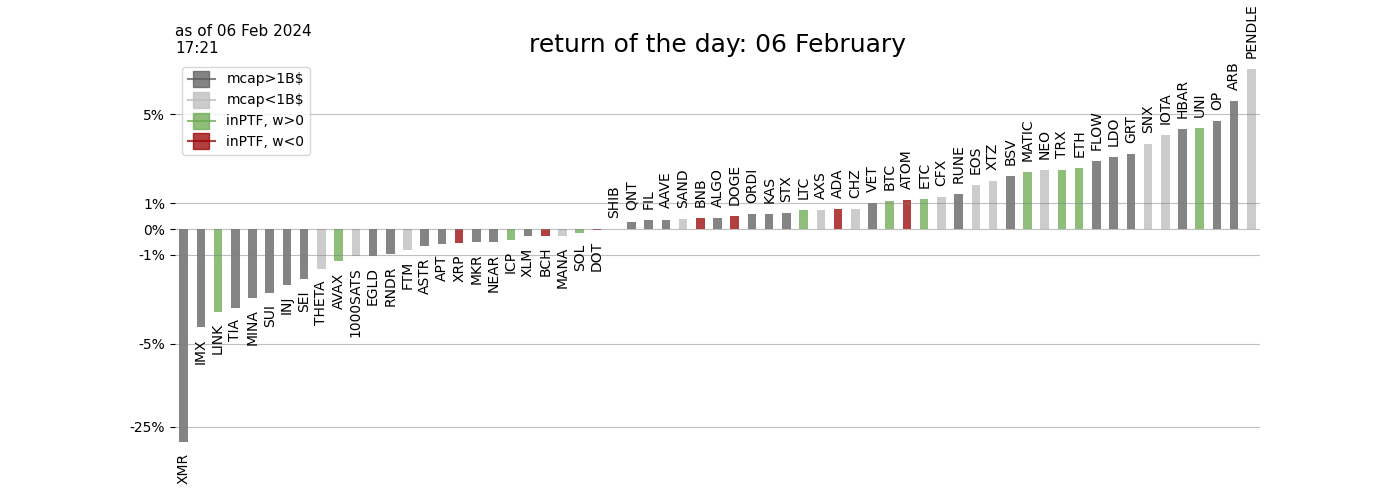 as of 06 Feb 2024
17:21
return of the day: 06 February
mcap>1B$
mcap<1B$
inPTF, w>0
inPTF, w<0
5%
1%
0%
-1%
-5%
-25%
XMR
IMX
LINK
TIA
MINA
SUI
INJ
SEI
THETA
AVAX
1000SATS
EGLD
RNDR
FTM
ASTR
APT
XRP
MKR
NEAR
ICP
XLM
BCH
MANA
SOL
DOT
SHIB
QNT
FIL
AAVE
SAND
BNB
ALGO
DOGE
ORDI
KAS
STX
LTC
AXS
ADA
CHZ
VET
BTC
ATOM
ETC
CFX
RUNE
EOS
XTZ
BSV
MATIC
NEO
TRX
ETH
FLOW
LDO
GRT
SNX
IOTA
HBAR
UNI
OP
ARB
PENDLE